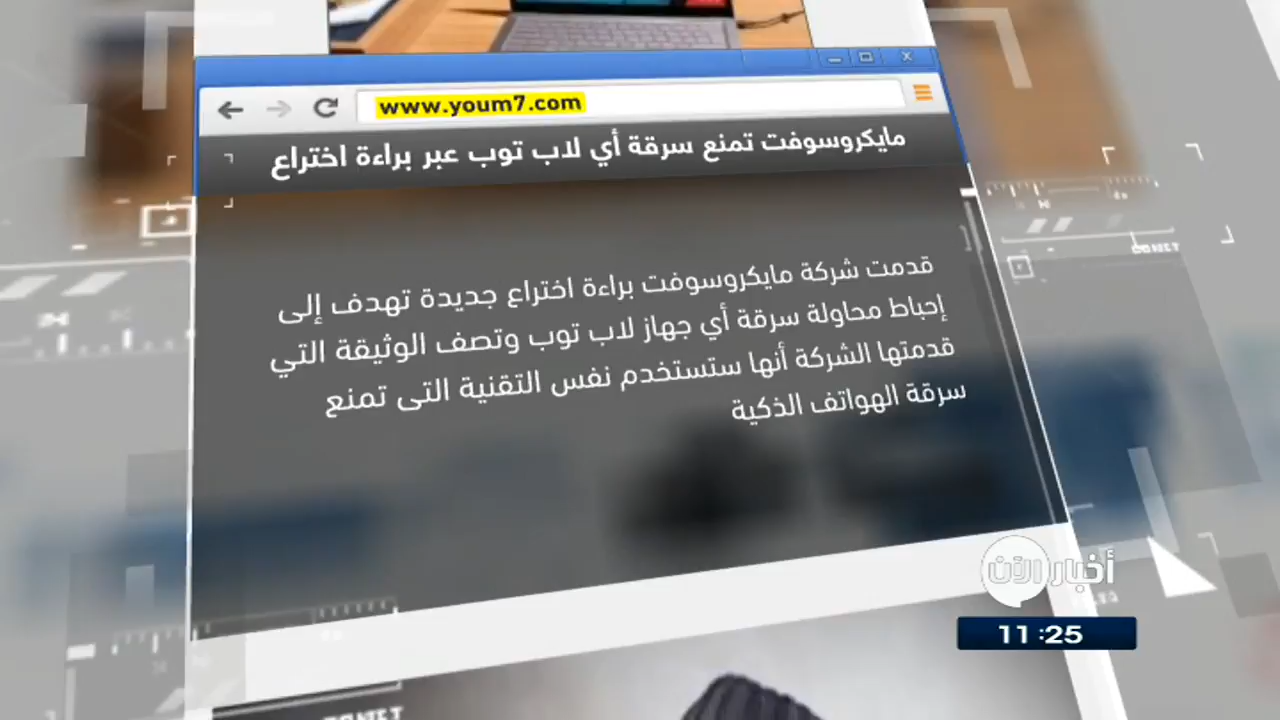 www.youm7.com
مايكروسوفت تمنع سرقة أي لاب توب عبر براءة اختراع
قدمت شركة مايكروسوفت براءة اختراع جديدة تهدف إلى
إحباط محاولة سرقة أي جهاز لاب توب وتصف الوثيقة التي
قدمتها الشركة أنها ستستخدم نفس التقنية التى تمنع
سرقة الهواتف الذكية
أخبار الآن
11:25